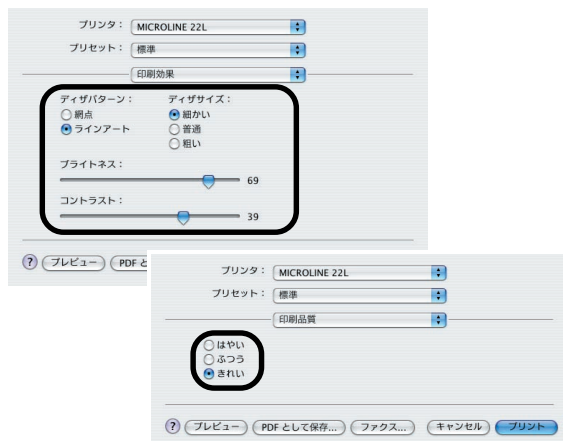 プリンタ： MICROLINE 22L
プリセット： 標準
印刷効果
ディザパターン： ディザサイズ：
網点 細かい
ラインアート 普通
粗い
ブライトネス：
69
コントラスト：
39
? プレビュー PDF と
プリンタ： MICROLINE 22L
プリセット： 標準
印刷品質
はやい
ふつう
きれい
? プレビュー PDF として保存... ファクス... キャンセル プリント